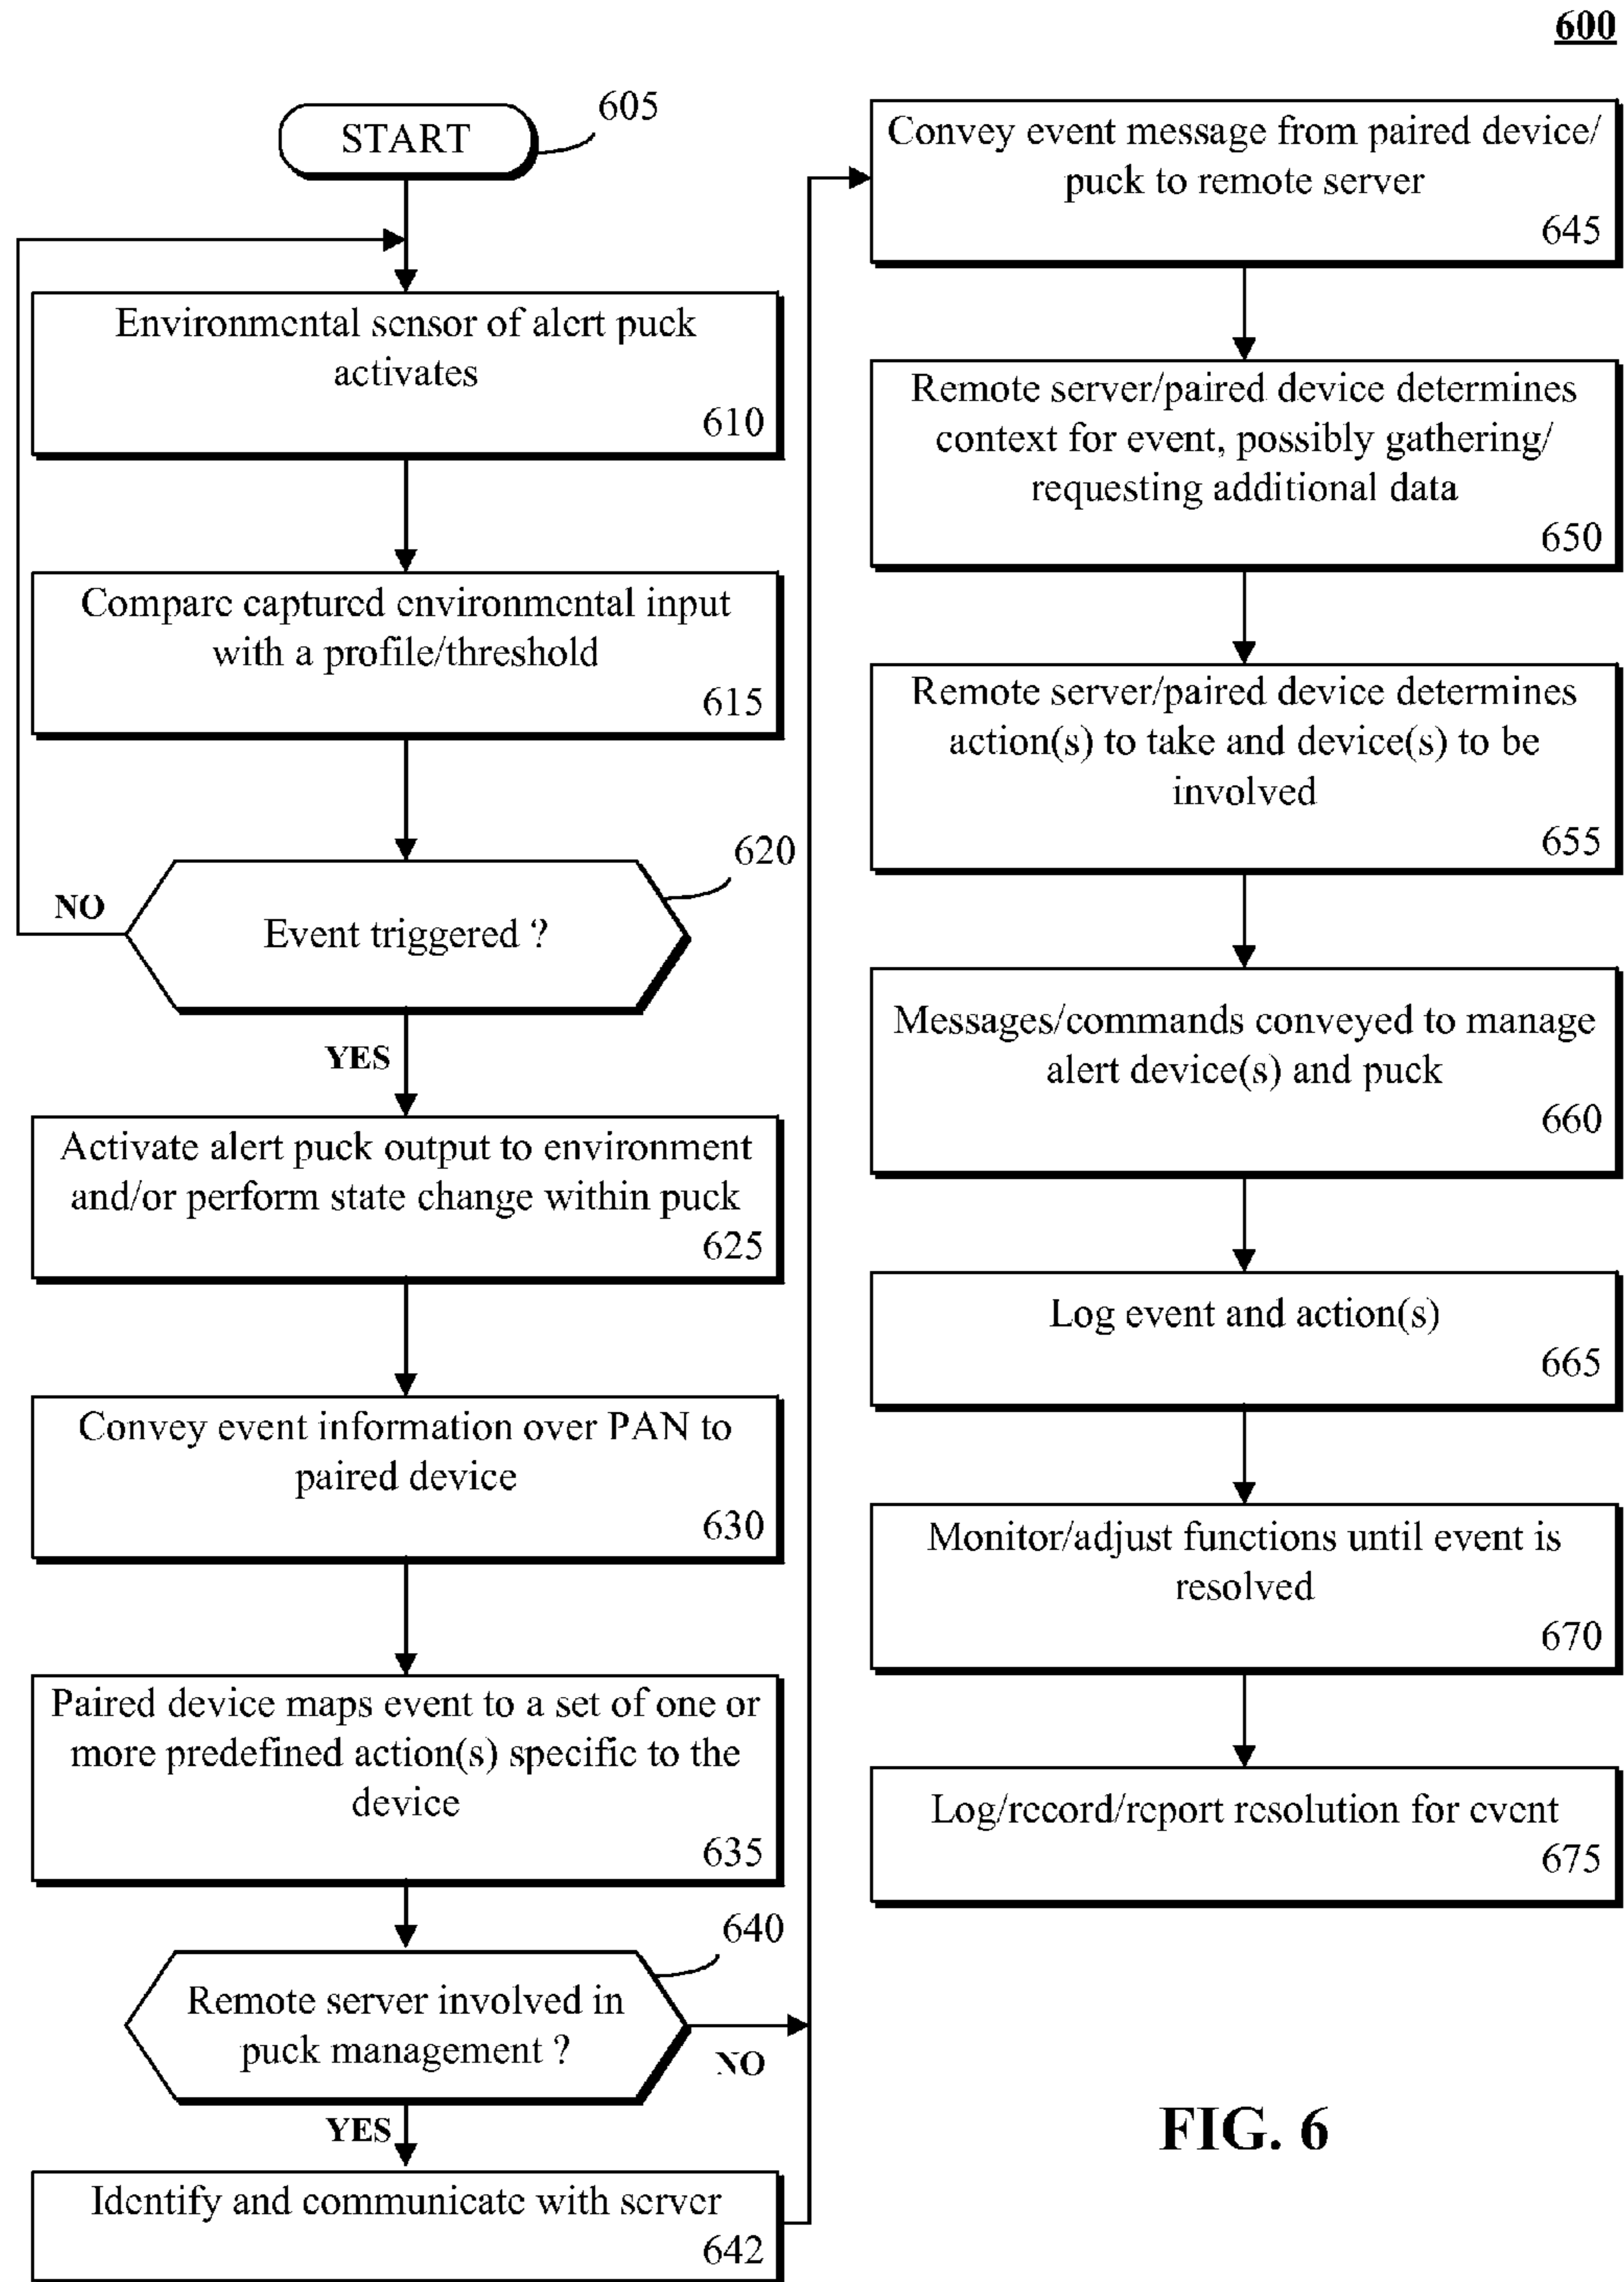 600
START
605
Environmental sensor of alert puck
activates
610
Compare captured environmental input
with a profile/threshold
615
620
Event triggered ?
NO
YES
Activate alert puck output to environment
and/or perform state change within puck
625
Convey event information over PAN to
paired device
630
Paired device maps event to a set of one or
more predefined action(s) specific to the
device
635
640
Remote server involved in
puck management ?
NO
YES
Identify and communicate with server
642
Convey event message from paired device/
puck to remote server
645
Remote server/paired device determines
context for event, possibly gathering/
requesting additional data
650
Remote server/paired device determines
action(s) to take and device(s) to be
involved
655
Messages/commands conveyed to manage
alert device(s) and puck
660
Log event and action(s)
665
Monitor/adjust functions until event is
resolved
670
Log/record/report resolution for event
675
FIG. 6